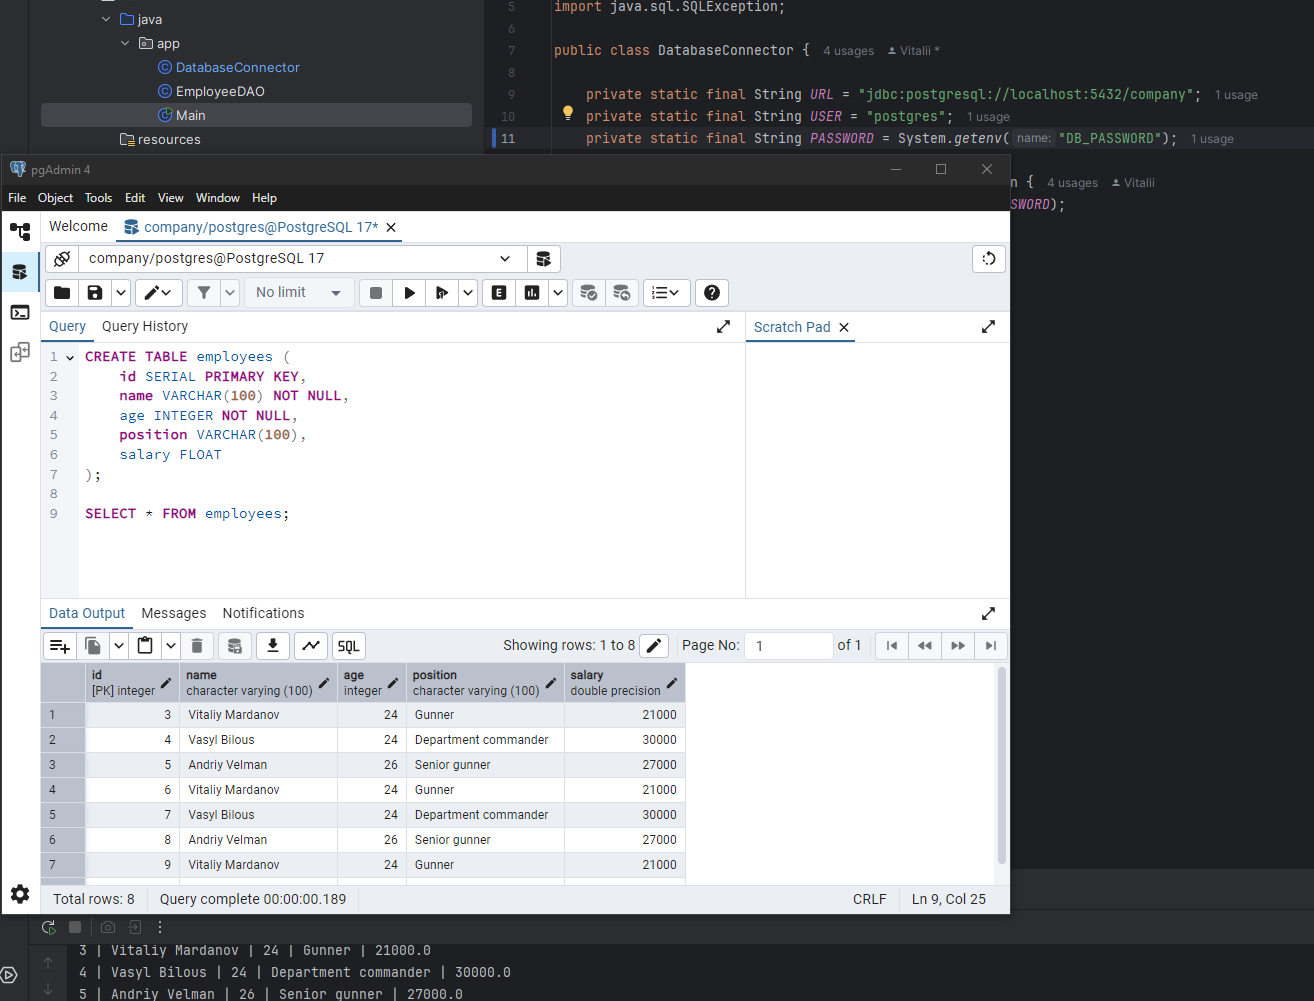 java
app
DatabaseConnector
EmployeeDAO
Main
resources
5 import java.sql.SQLException;
6
7 public class DatabaseConnector { 4 usages Vitalii *
8
9 private static final String URL = "jdbc:postgresql://localhost:5432/company"; 1 usage
10 private static final String USER = "postgres"; 1 usage
11 private static final String PASSWORD = System.getenv( name: "DB_PASSWORD"); 1 usage
n { 4 usages Vitalii
SWORD);
pgAdmin 4
File Object Tools Edit View Window Help
Welcome company/postgres@PostgreSQL 17*
company/postgres@PostgreSQL 17
No limit
E
Query Query History
Scratch Pad
1 CREATE TABLE employees (
2 id SERIAL PRIMARY KEY,
3 name VARCHAR(100) NOT NULL,
4 age INTEGER NOT NULL,
5 position VARCHAR(100),
6 salary FLOAT
7 );
8
9 SELECT * FROM employees;
Data Output Messages Notifications
SQL Showing rows: 1 to 8 Page No: 1 of 1
id name age position salary
[PK] integer character varying (100) integer character varying (100) double precision
1 3 Vitaliy Mardanov 24 Gunner 21000
2 4 Vasyl Bilous 24 Department commander 30000
3 5 Andriy Velman 26 Senior gunner 27000
4 6 Vitaliy Mardanov 24 Gunner 21000
5 7 Vasyl Bilous 24 Department commander 30000
6 8 Andriy Velman 26 Senior gunner 27000
7 9 Vitaliy Mardanov 24 Gunner 21000
Total rows: 8 Query complete 00:00:00.189 CRLF Ln 9, Col 25
3 | Vitaliy Mardanov | 24 | Gunner | 21000.0
4 | Vasyl Bilous | 24 | Department commander | 30000.0
5 | Andriy Velman | 26 | Senior gunner | 27000.0